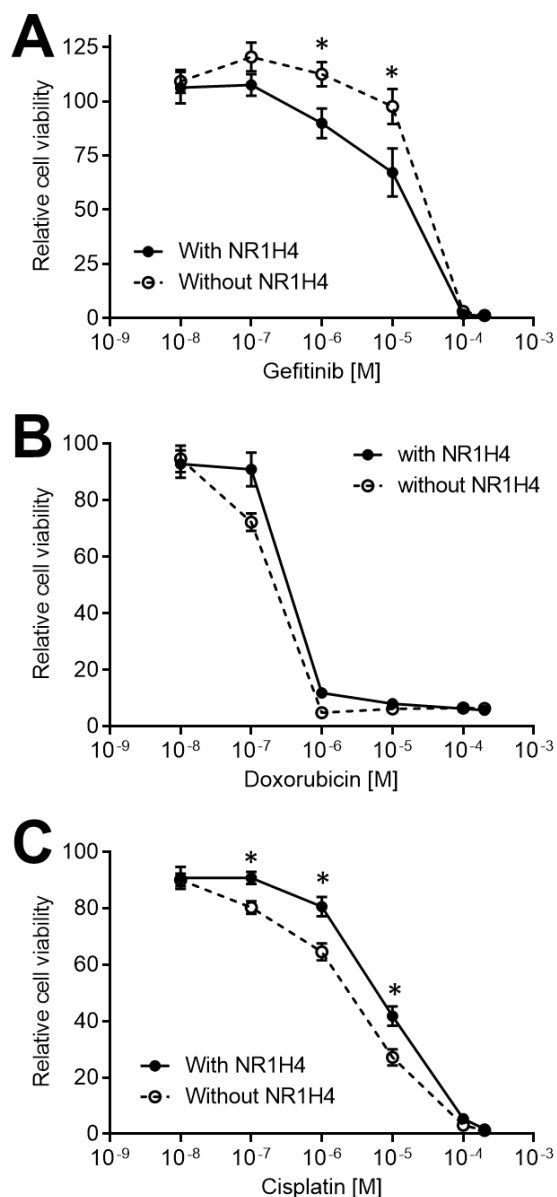 A
Relative cell viability
125
100
75
50
25
0
* *
With NR1H4
Without NR1H4
10⁻⁹ 10⁻⁸ 10⁻⁷ 10⁻⁶ 10⁻⁵ 10⁻⁴ 10⁻³
Gefitinib [M]
B
Relative cell viability
100
80
60
40
20
0
with NR1H4
without NR1H4
10⁻⁹ 10⁻⁸ 10⁻⁷ 10⁻⁶ 10⁻⁵ 10⁻⁴ 10⁻³
Doxorubicin [M]
C
Relative cell viability
100
80
60
40
20
0
* * *
With NR1H4
Without NR1H4
10⁻⁹ 10⁻⁸ 10⁻⁷ 10⁻⁶ 10⁻⁵ 10⁻⁴ 10⁻³
Cisplatin [M]